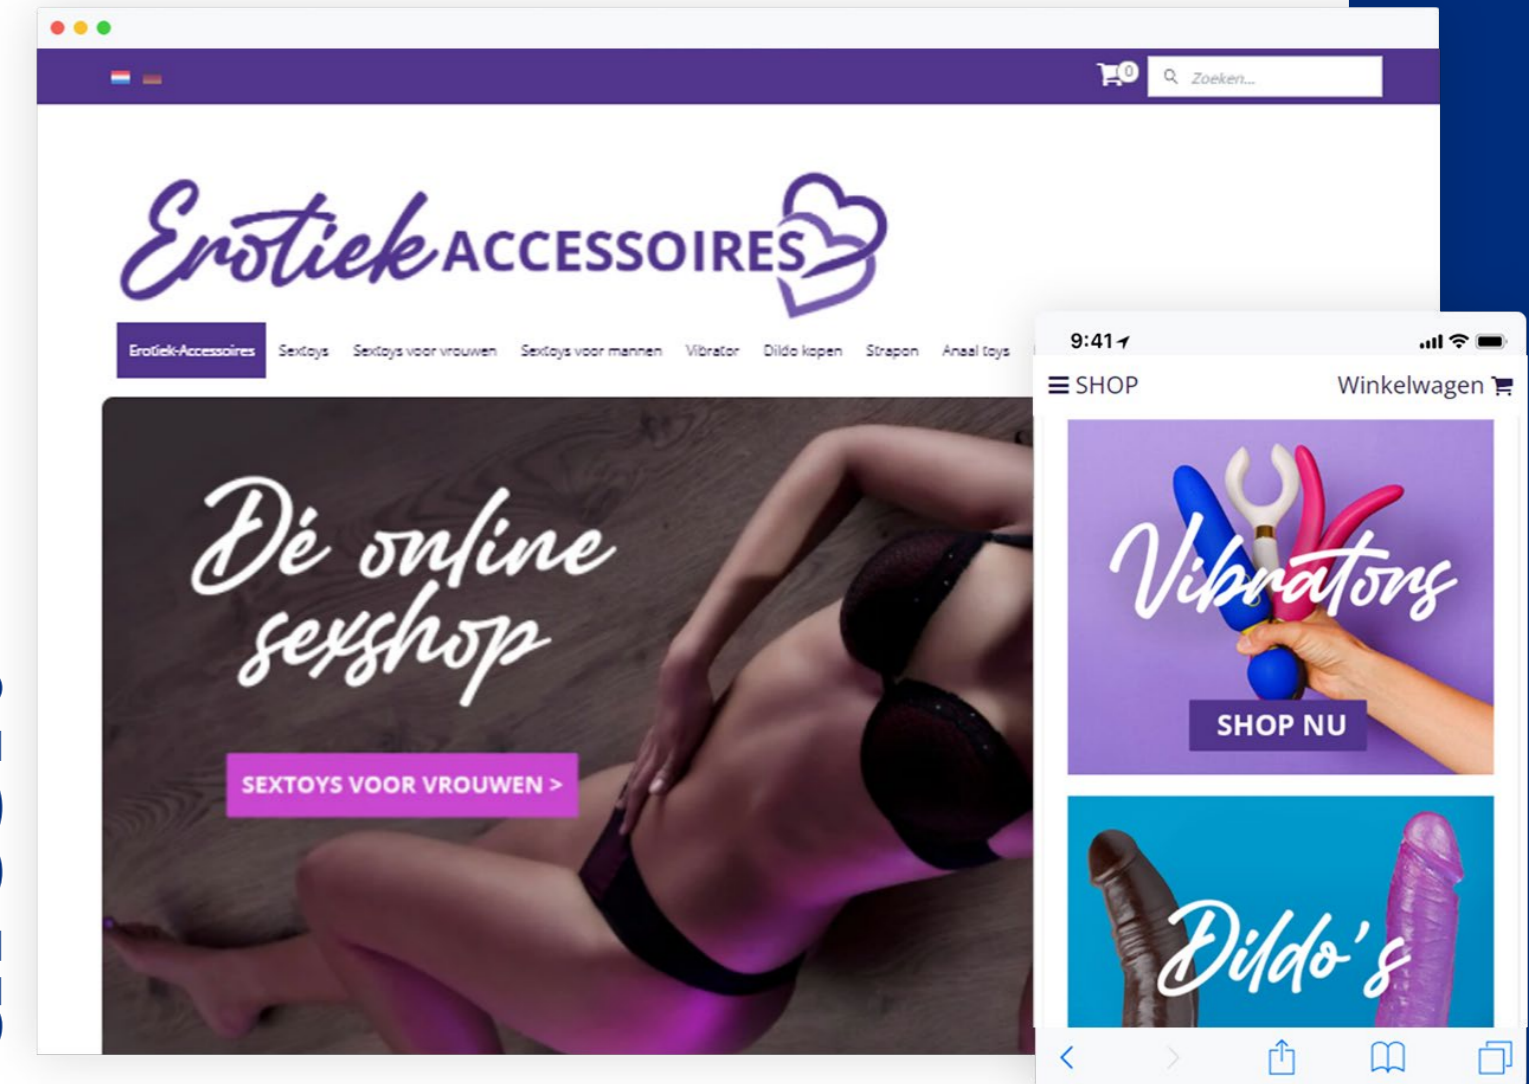 0
Zoeken...
Erotiek ACCESSOIRES
Erotiek-Accessoires Sextoys Sextoys voor vrouwen Sextoys voor mannen Vibrator Dildo kopen Strapon Anaal toys
Dé online
sexshop
SEXTOYS VOOR VROUWEN >
9:41
SHOP Winkelwagen
Vibrators
SHOP NU
Dildo's